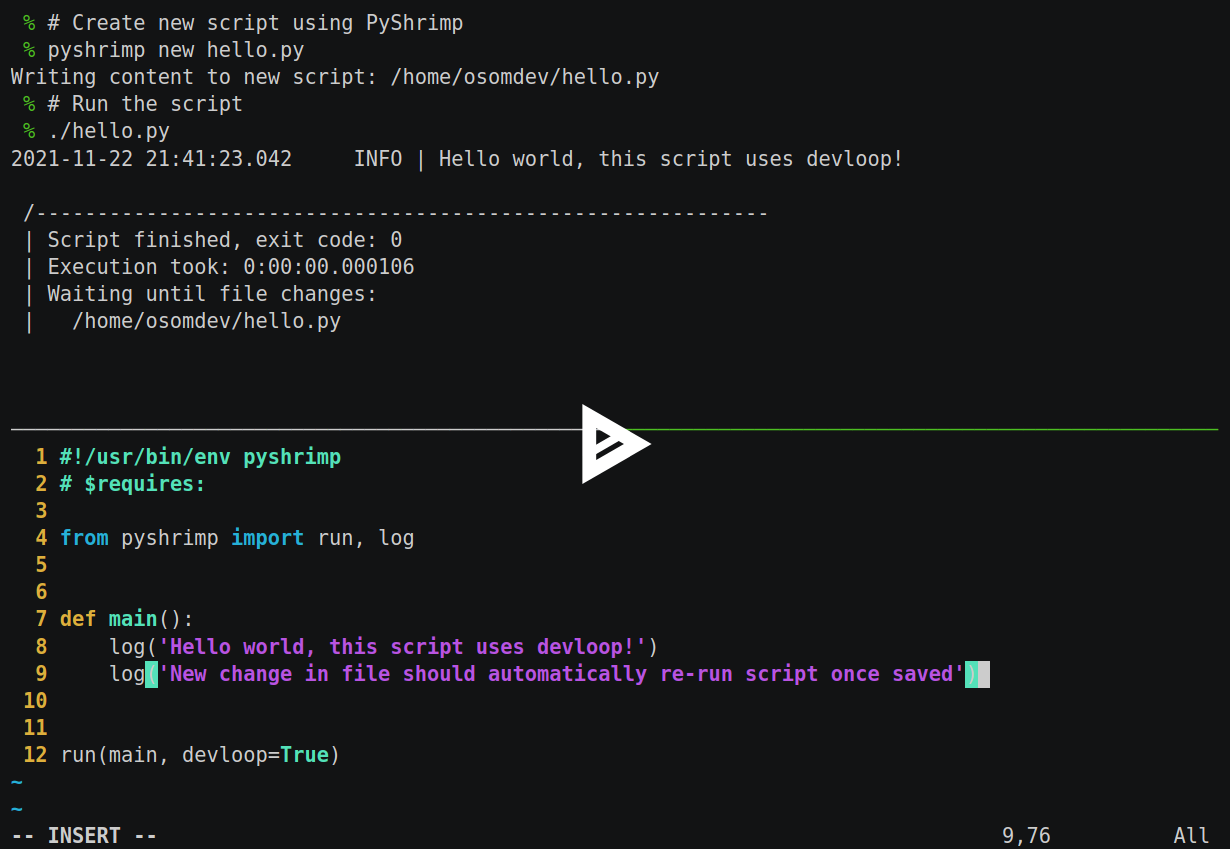 % # Create new script using PyShrimp
% pyshrimp new hello.py
Writing content to new script: /home/osomdev/hello.py
% # Run the script
% ./hello.py
2021-11-22 21:41:23.042     INFO | Hello world, this script uses devloop!
/------------------------------------------------------------
| Script finished, exit code: 0
| Execution took: 0:00:00.000106
| Waiting until file changes:
|   /home/osomdev/hello.py
1 #!/usr/bin/env pyshrimp
2 # $requires:
3
4 from pyshrimp import run, log
5
6
7 def main():
8     log('Hello world, this script uses devloop!')
9     log('New change in file should automatically re-run script once saved')
10
11
12 run(main, devloop=True)
~
~
-- INSERT --                    9,76          All